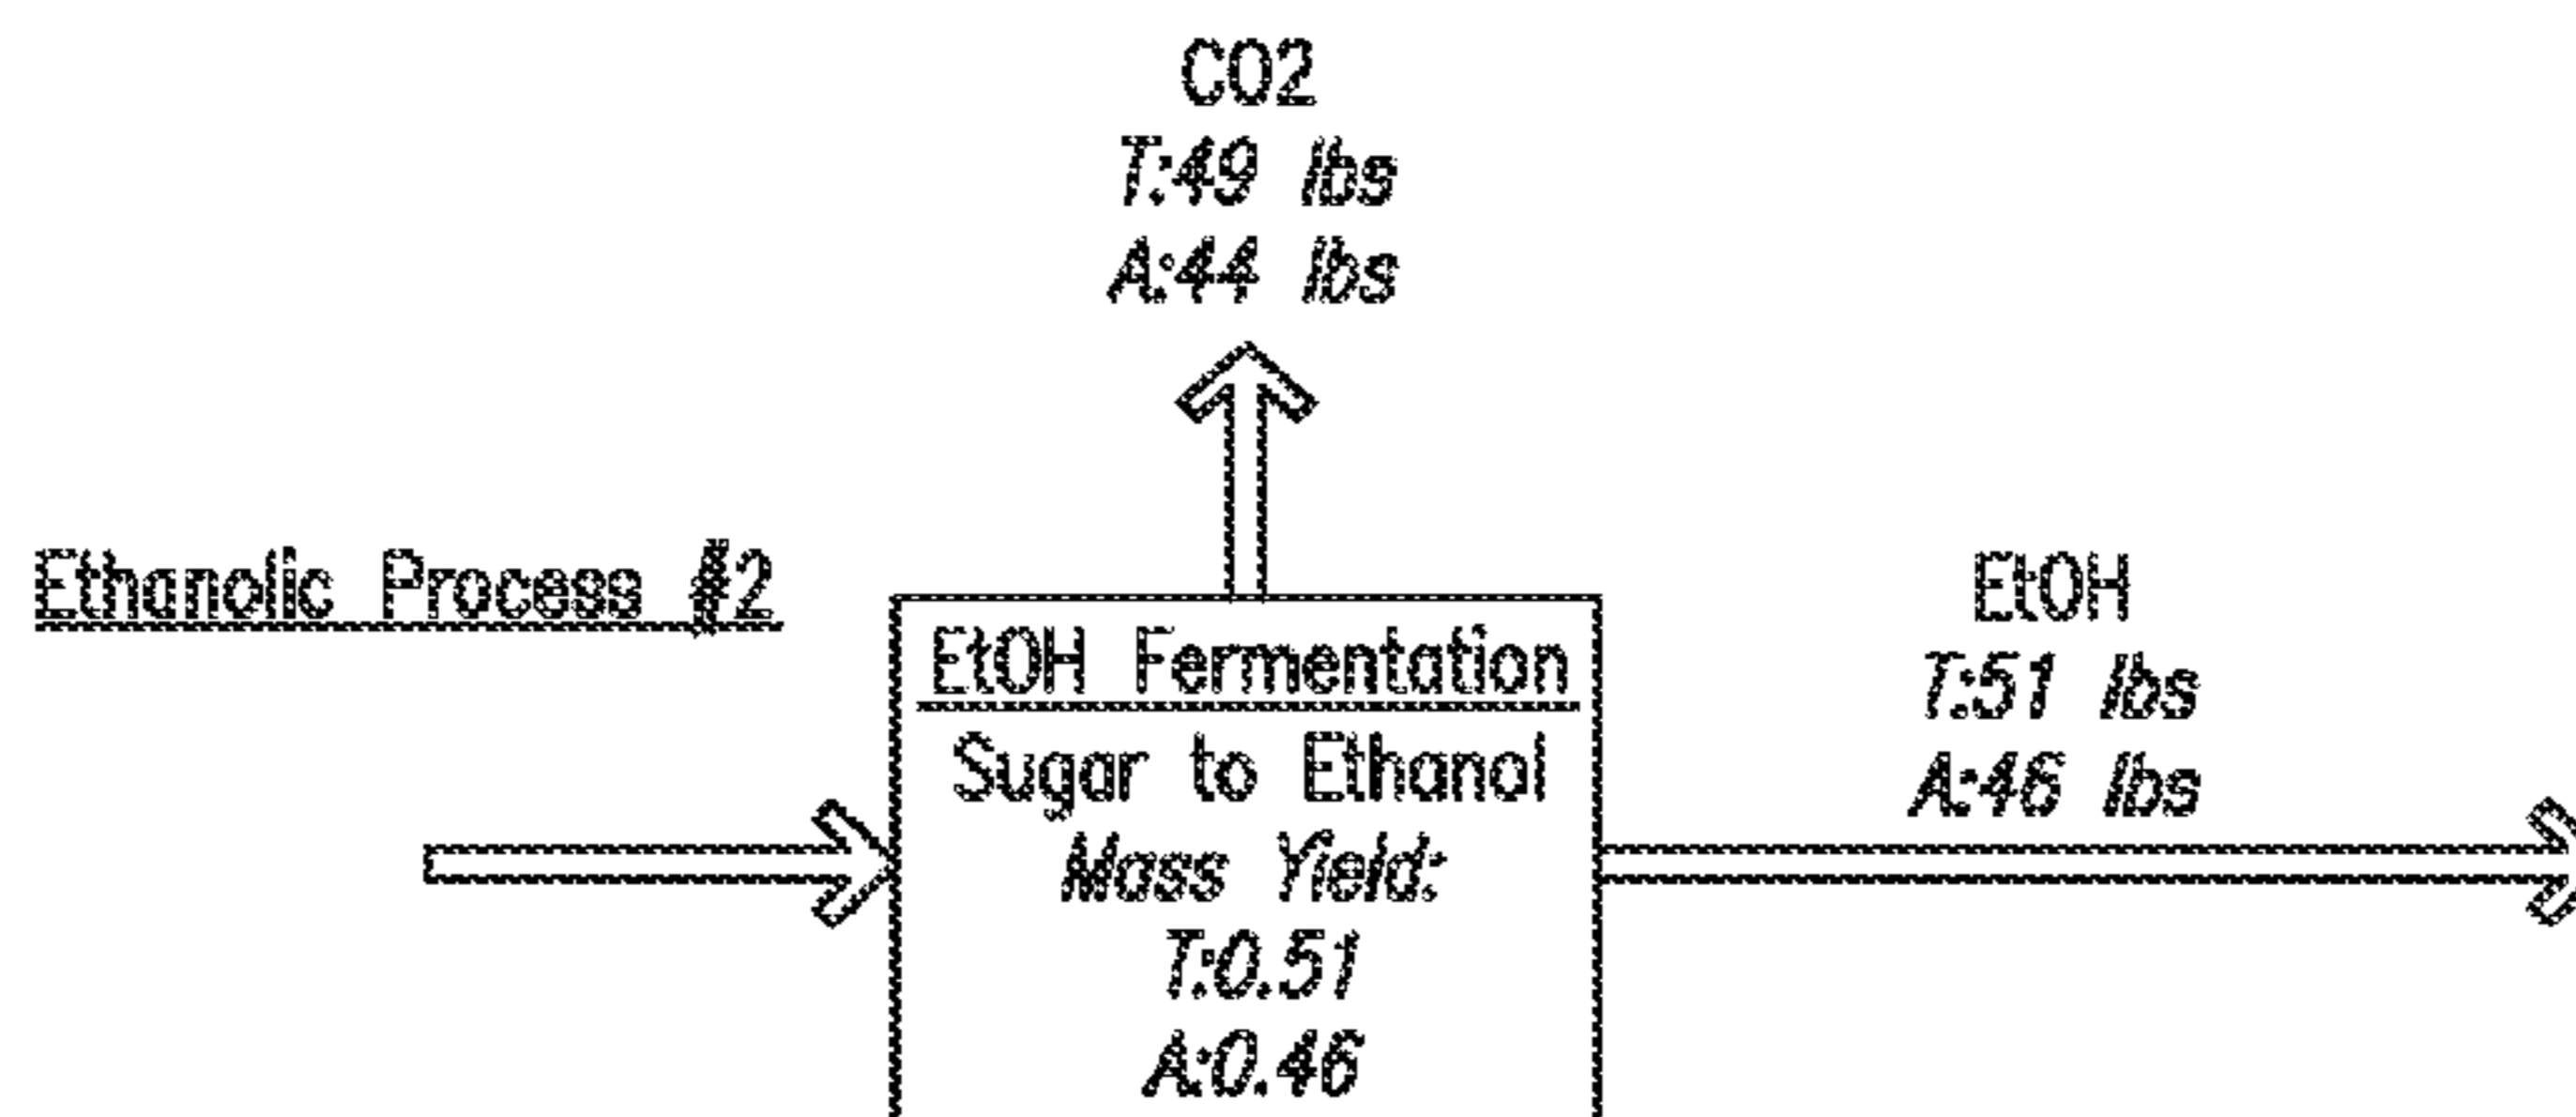 CO2
T:49 lbs
A:44 lbs
Ethanolic Process #2
EtOH Fermentation
Sugar to Ethanol
Mass Yield:
T:0.51
A:0.46
EtOH
T:51 lbs
A:46 lbs